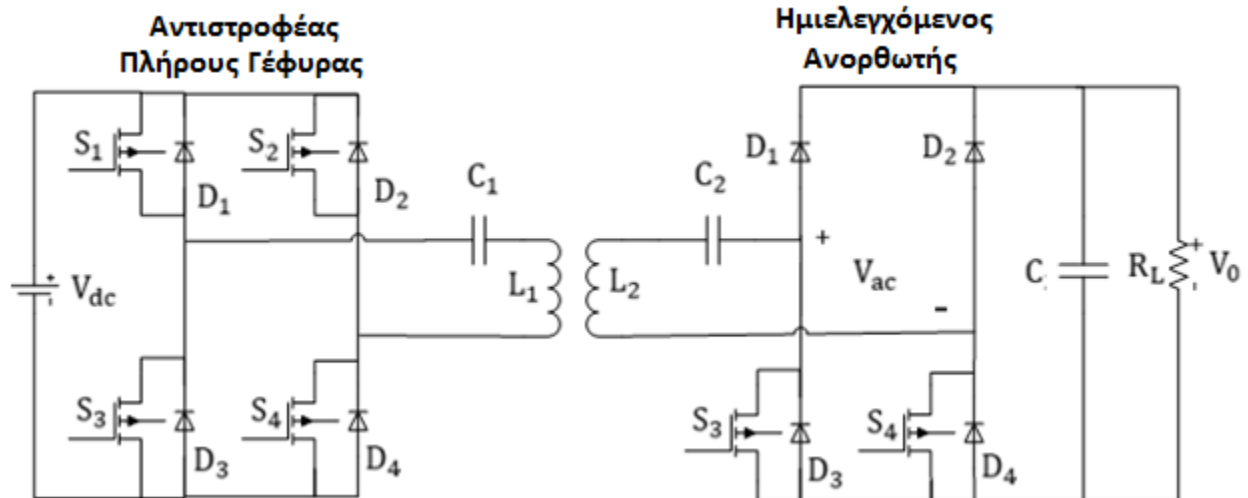 Αντιστροφέας
Πλήρους Γέφυρας
Ημιελεγχόμενος
Ανορθωτής
S1
S2
D1
D2
C1
C2
D1
D2
+
Vac
-
Vdc
L1
L2
C
RL
+
V0
S3
S4
D3
D4
S3
S4
D3
D4